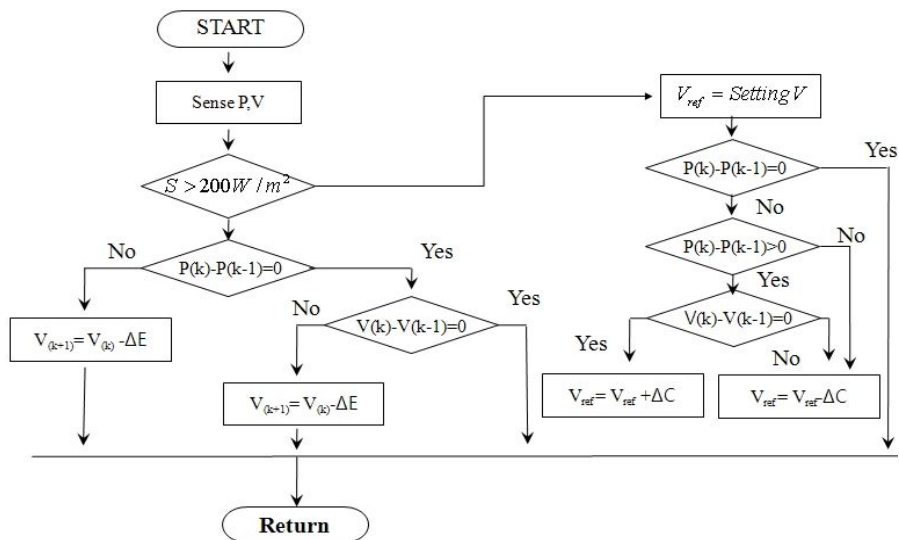 START
Sense P,V
S > 200W / m²
No
P(k)-P(k-1)=0
Yes
V(k+1)= V(k) -ΔE
No
V(k)-V(k-1)=0
Yes
V(k+1)= V(k)-ΔE
Vref = Setting V
P(k)-P(k-1)=0
Yes
No
P(k)-P(k-1)>0
No
Yes
V(k)-V(k-1)=0
Yes
No
Vref= Vref +ΔC
Vref= Vref-ΔC
Return